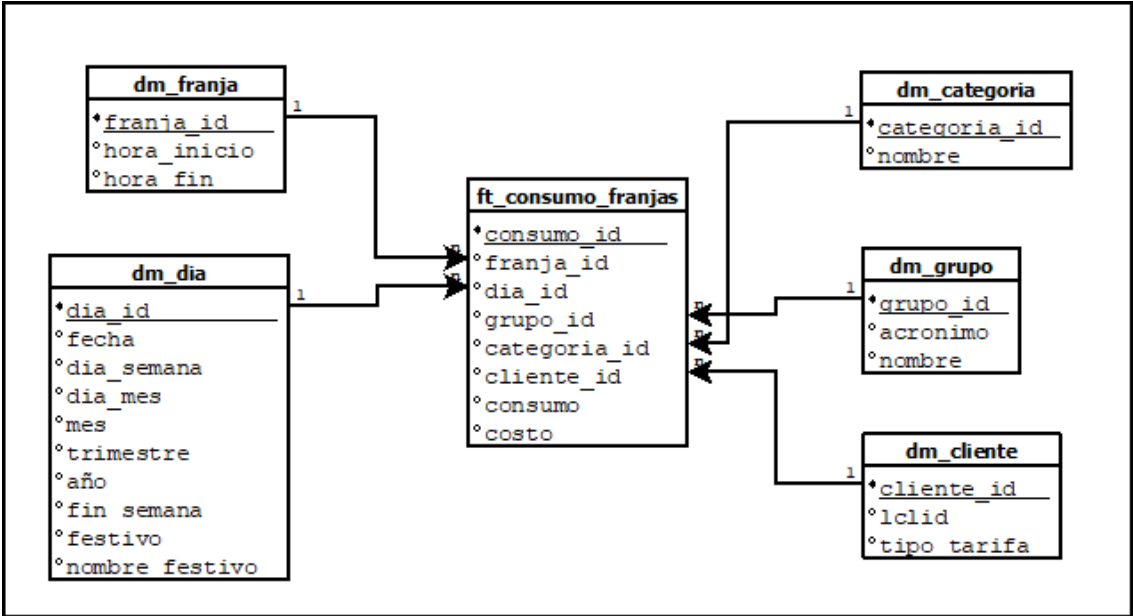 dm_franja
franja_id
hora_inicio
hora_fin
1
dm_dia
dia_id
fecha
dia_semana
dia_mes
mes
trimestre
año
fin_semana
festivo
nombre_festivo
1
ft_consumo_franjas
consumo_id
franja_id
dia_id
grupo_id
categoria_id
cliente_id
consumo
costo
n
n
n
n
n
dm_categoria
categoria_id
nombre
1
dm_grupo
grupo_id
acronimo
nombre
1
dm_cliente
cliente_id
lclid
tipo_tarifa
1